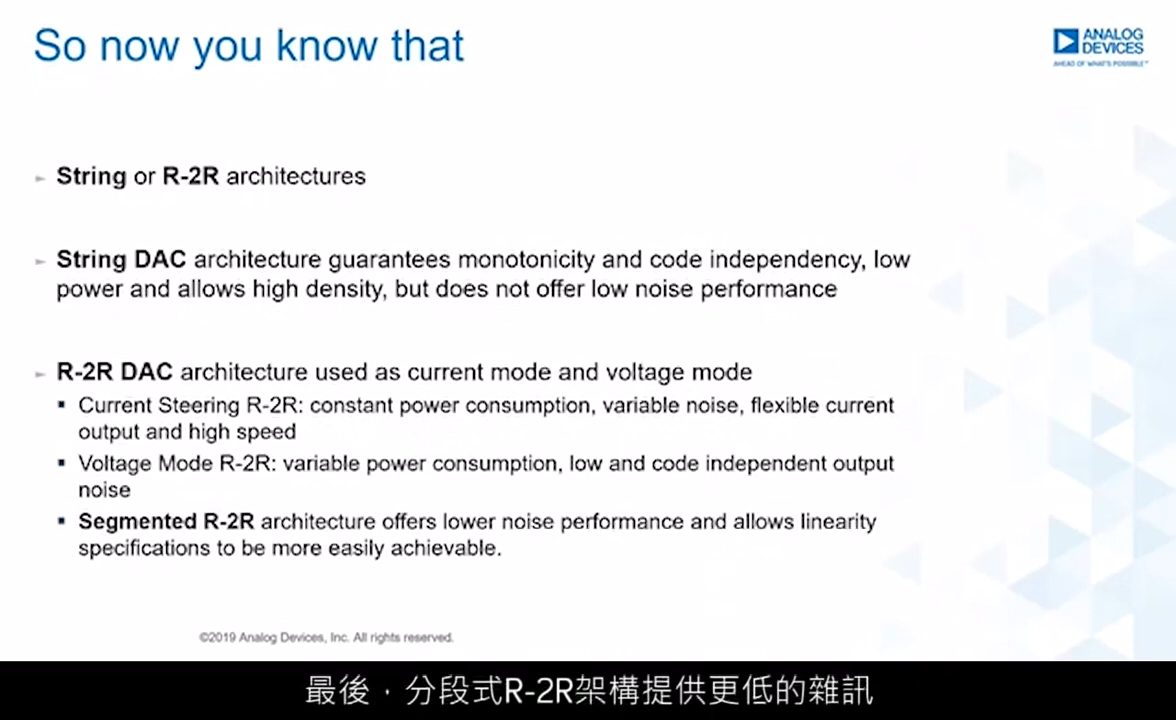 So now you know that
ANALOG
DEVICES
AHEAD OF WHAT'S POSSIBLE™
String or R-2R architectures
String DAC architecture guarantees monotonicity and code independency, low
power and allows high density, but does not offer low noise performance
R-2R DAC architecture used as current mode and voltage mode
Current Steering R-2R: constant power consumption, variable noise, flexible current
output and high speed
Voltage Mode R-2R: variable power consumption, low and code independent output
noise
Segmented R-2R architecture offers lower noise performance and allows linearity
specifications to be more easily achievable.
©2019 Analog Devices, Inc. All rights reserved.
最後，分段式R-2R架構提供更低的雜訊